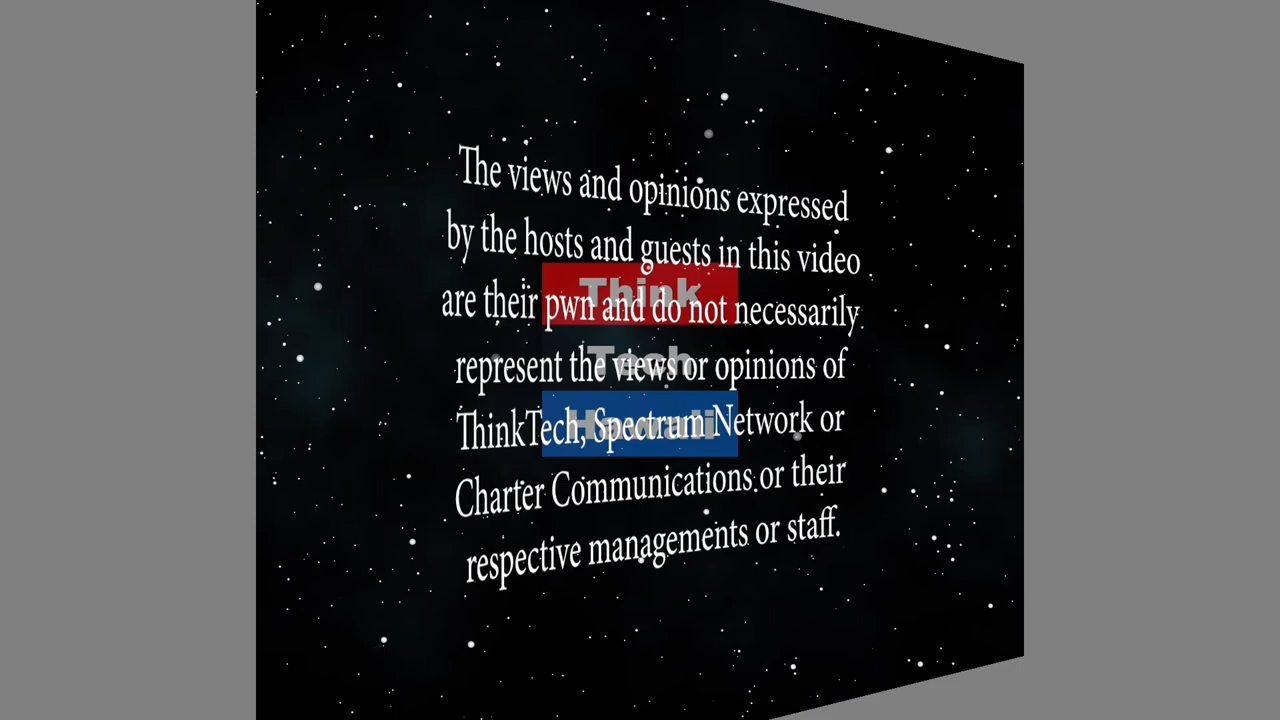 The views and opinions expressed
by the hosts and guests in this video
are their pwn and do not necessarily
represent the views or opinions of
ThinkTech, Spectrum Network or
Charter Communications or their
respective managements or staff.
Think
Tech
Hawaii